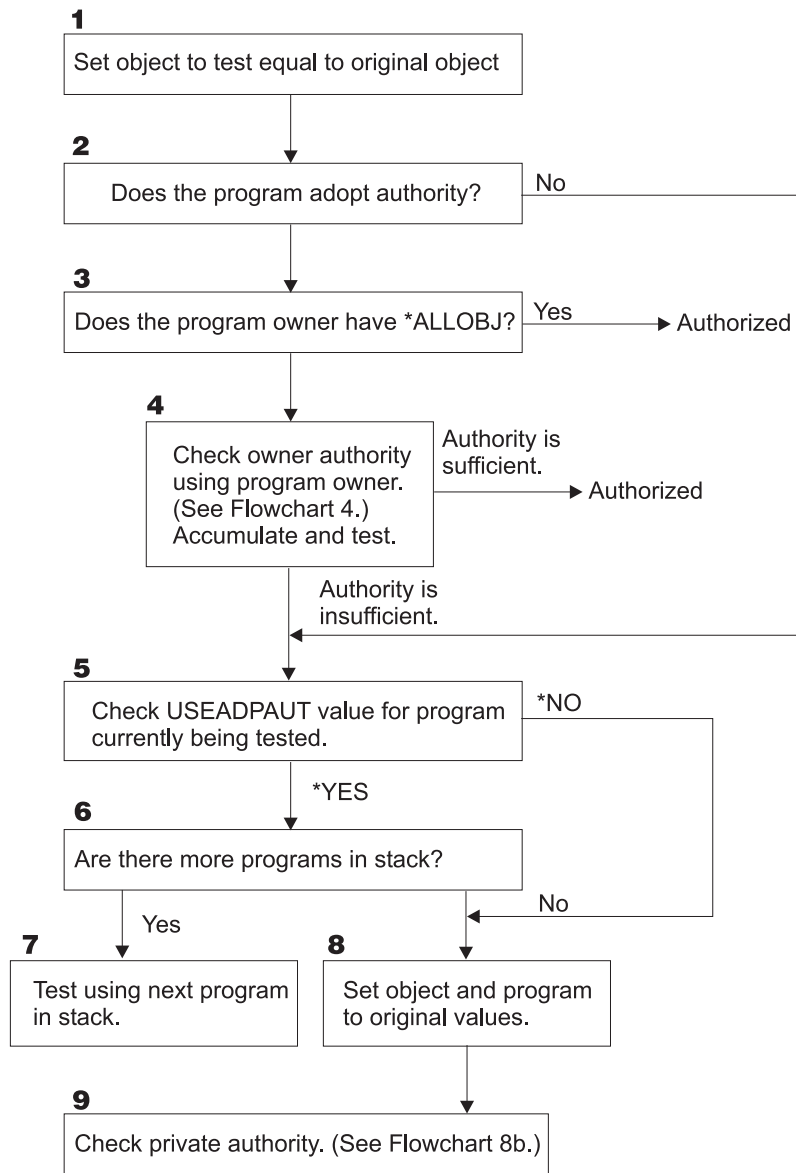 1
Set object to test equal to original object
2
Does the program adopt authority?
No
3
Does the program owner have *ALLOBJ?
Yes
Authorized
4
Check owner authority
using program owner.
(See Flowchart 4.)
Accumulate and test.
Authority is
sufficient.
Authorized
Authority is
insufficient.
5
Check USEADPAUT value for program
currently being tested.
*NO
*YES
6
Are there more programs in stack?
Yes
No
7
Test using next program
in stack.
8
Set object and program
to original values.
9
Check private authority. (See Flowchart 8b.)